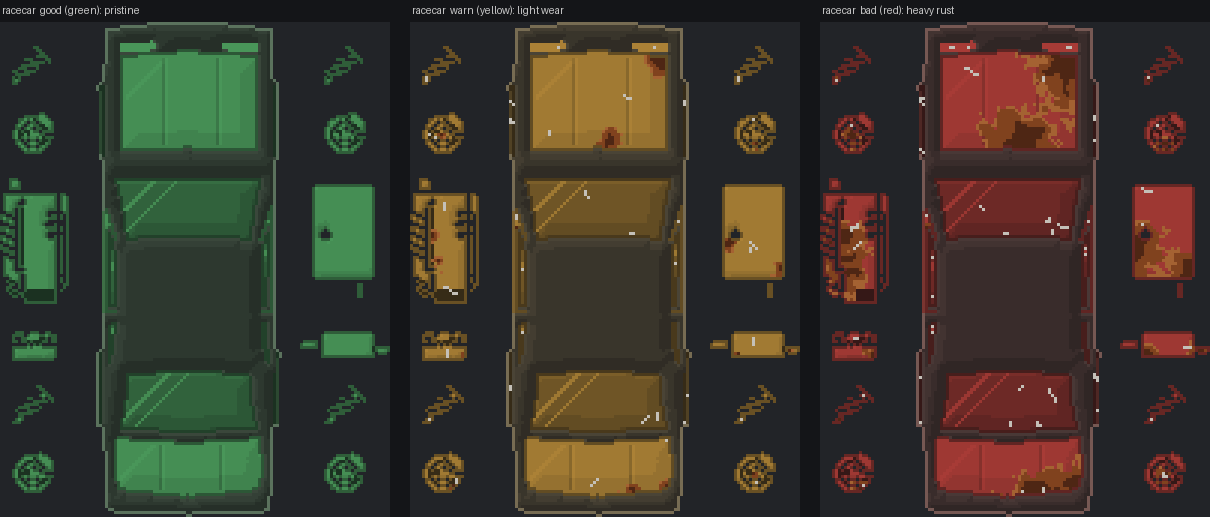 racecar good (green): pristine
racecar warn (yellow): light wear
racecar bad (red): heavy rust